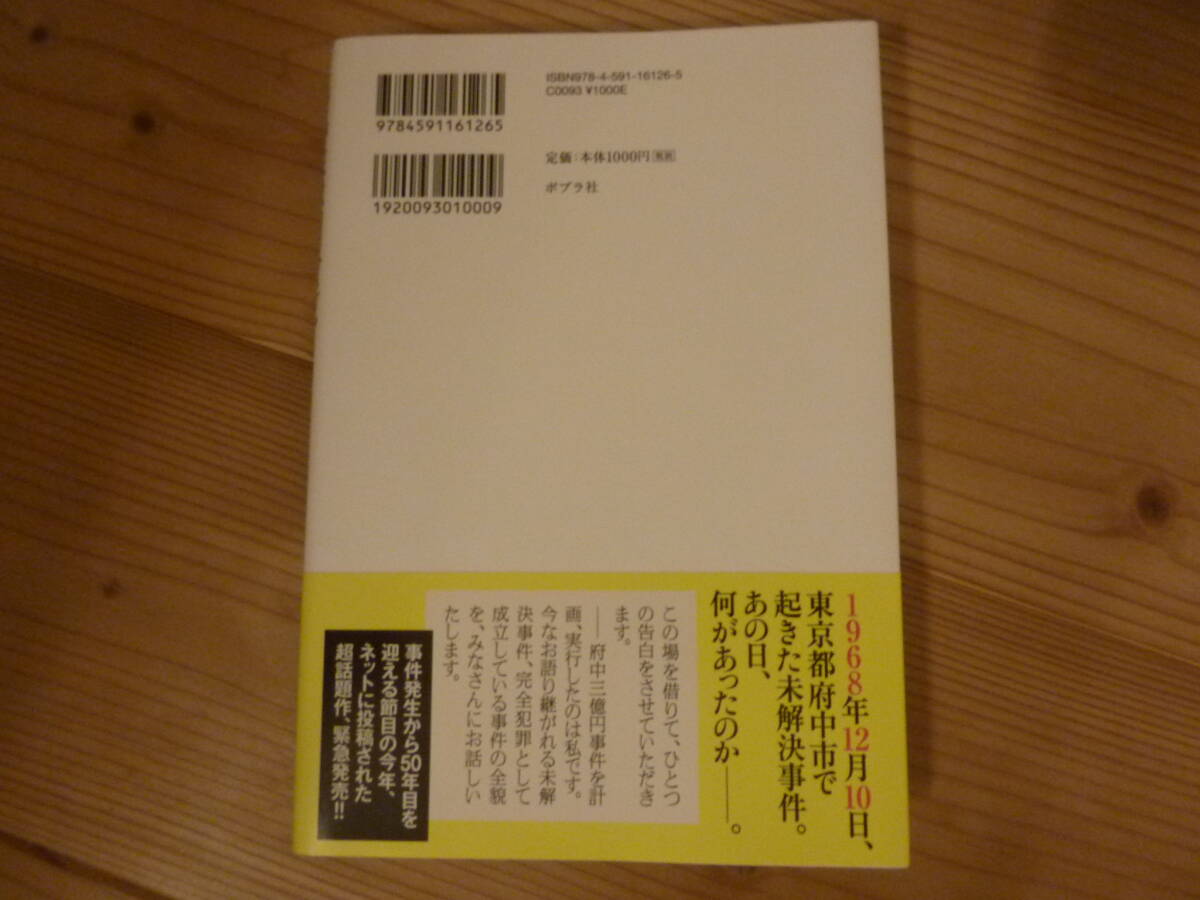 ISBN978-4-591-16126-5
C0093 ¥1000E
9784591161265
定価:本体1000円 税別
ポプラ社
1920093010009
1968年12月10日、
東京都府中市で
起きた未解決事件。
あの日、
何があったのか――。
この場を借りて、ひとつ
の告白をさせていただき
ます。
――府中三億円事件を計
画、実行したのは私です。
今なお語り継がれる未解
決事件、完全犯罪として
成立している事件の全貌
を、みなさんにお話しい
たします。
事件発生から50年目を
迎える節目の今年、
ネットに投稿された
超話題作、緊急発売!!